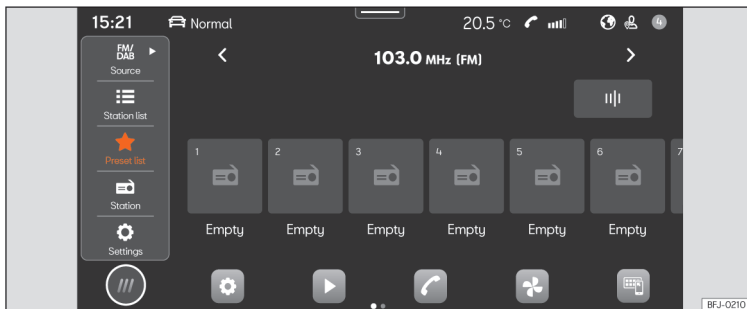 15:21 Normal 20.5 °C 4
FM/
DAB
Source
103.0 MHz (FM)
Station list
Preset list
1 2 3 4 5 6 7
Station
Empty Empty Empty Empty Empty Empty
Settings
BFJ-0210